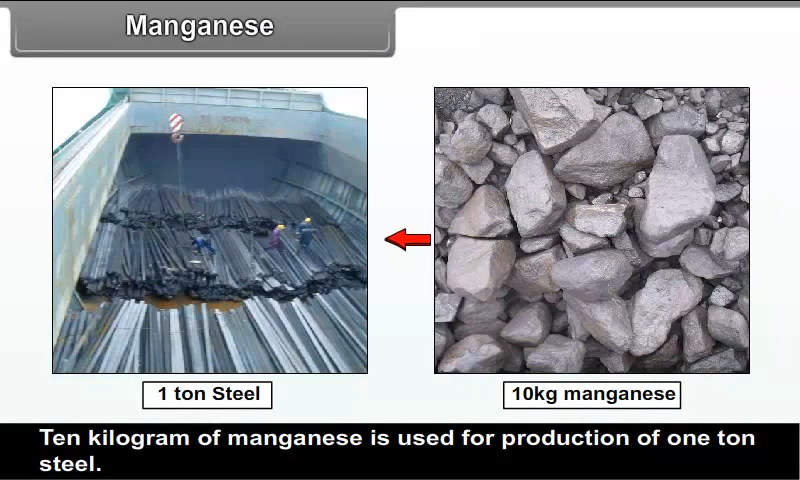 Manganese
1 ton Steel
10kg manganese
Ten kilogram of manganese is used for production of one ton
steel.